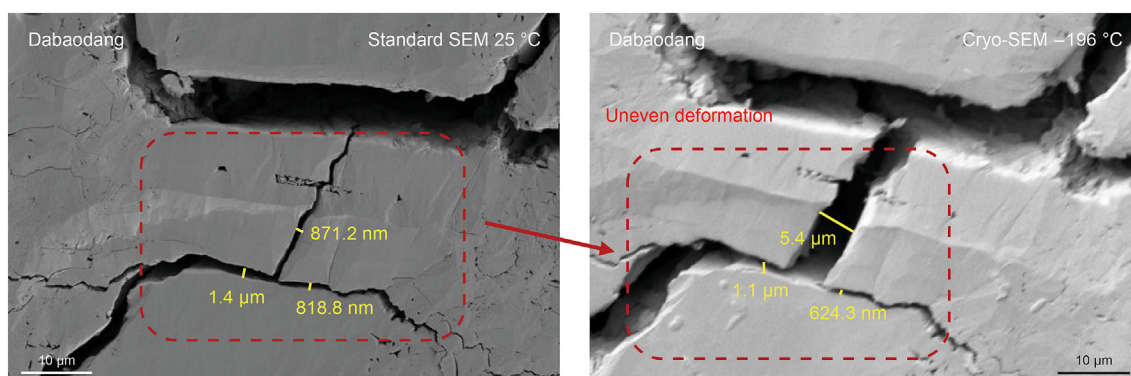 Dabaodang
Standard SEM 25 °C
871.2 nm
1.4 µm
818.8 nm
10 µm
Dabaodang
Cryo-SEM –196 °C
Uneven deformation
5.4 µm
1.1 µm
624.3 nm
10 µm